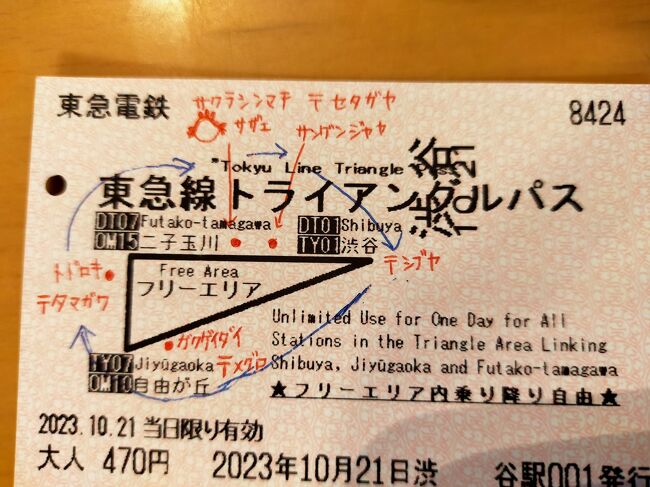 東急電鉄
サクラシンマチ テ セタガヤ
8424
サザエ サンゲンジャヤ
"Tokyu Line Triangle Pass"
東急線トライアングルパス
DT07 Futako-tamagawa
OM15 二子玉川
DT01 Shibuya
TY01 渋谷
トドロキ
テタマガワ
Free Area
フリーエリア
テシブヤ
ガクゲイダイ
テメグロ
TY07 Jiyūgaoka
OM10 自由が丘
Unlimited Use for One Day for All
Stations in the Triangle Area Linking
Shibuya, Jiyūgaoka and Futako-tamagawa
★フリーエリア内乗り降り自由★
2023.10.21 当日限り有効
大人 470円 2023年10月21日渋 谷駅001発行